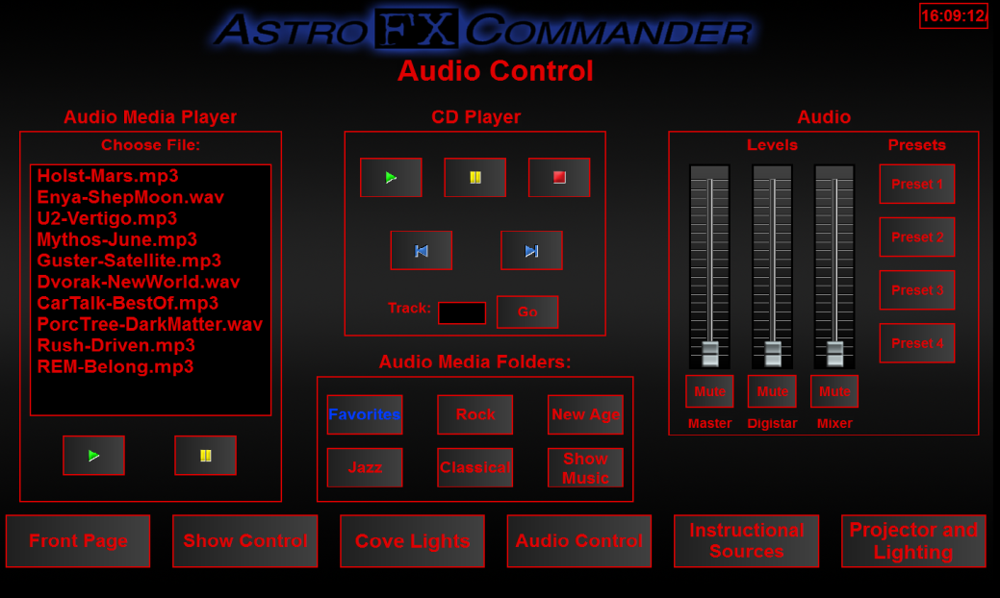 ASTRO FX COMMANDER
16:09:12
Audio Control
Audio Media Player
Choose File:
Holst-Mars.mp3
Enya-ShepMoon.wav
U2-Vertigo.mp3
Mythos-June.mp3
Guster-Satellite.mp3
Dvorak-NewWorld.wav
CarTalk-BestOf.mp3
PorcTree-DarkMatter.wav
Rush-Driven.mp3
REM-Belong.mp3
CD Player
Track:
Go
Audio Media Folders:
Favorites
Rock
New Age
Jazz
Classical
Show
Music
Audio
Levels
Presets
Preset 1
Preset 2
Preset 3
Preset 4
Mute
Mute
Mute
Master
Digistar
Mixer
Front Page
Show Control
Cove Lights
Audio Control
Instructional
Sources
Projector and
Lighting